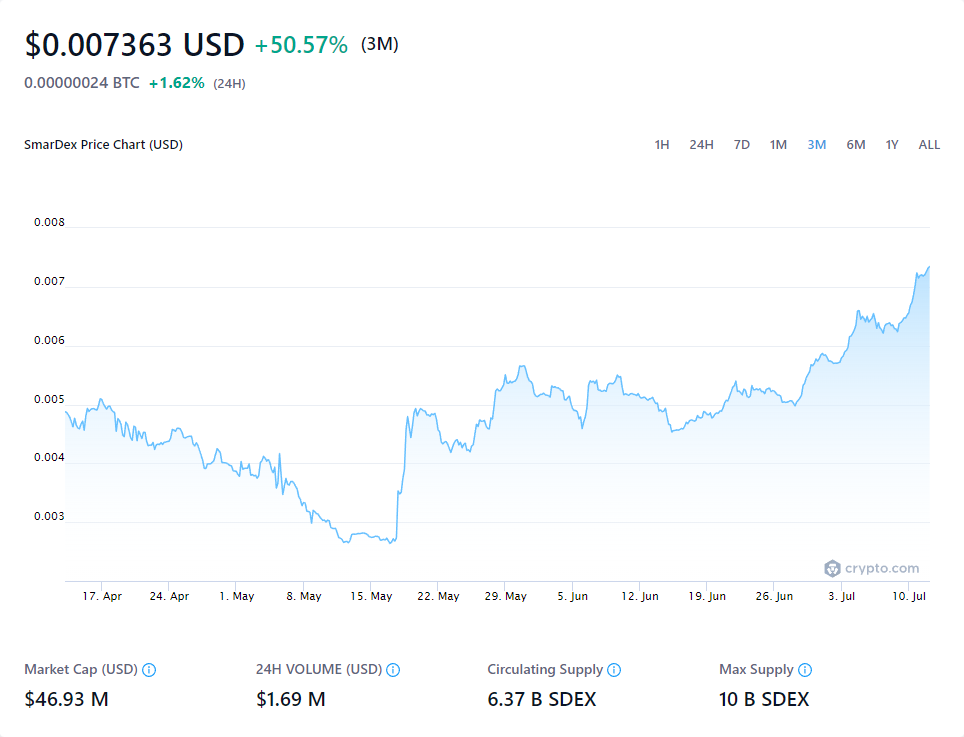 $0.007363 USD +50.57% (3M)
0.00000024 BTC +1.62% (24H)
SmarDex Price Chart (USD) 1H 24H 7D 1M 3M 6M 1Y ALL
0.008
0.007
0.006
0.005
0.004
0.003
crypto.com
17. Apr 24. Apr 1. May 8. May 15. May 22. May 29. May 5. Jun 12. Jun 19. Jun 26. Jun 3. Jul 10. Jul
Market Cap (USD) 24H VOLUME (USD) Circulating Supply Max Supply
$46.93 M $1.69 M 6.37 B SDEX 10 B SDEX